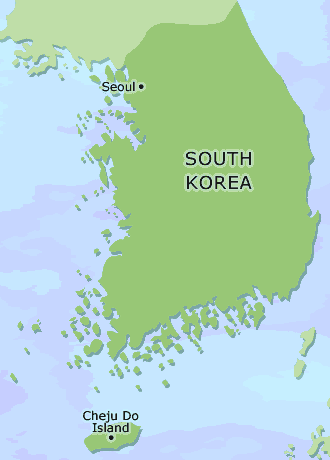 Seoul
SOUTH
KOREA
Cheju Do
Island